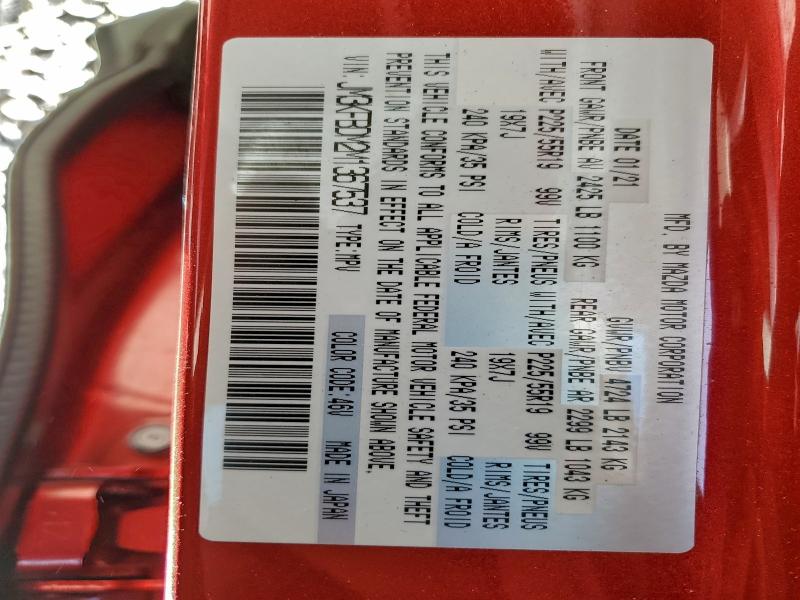 MFD. BY MAZDA MOTOR CORPORATION
DATE 01/21 GVWR/PNBV 4724 LB 2143 KG
FRONT GAWR/PNBE AV 2425 LB 1100 KG REAR GAWR/PNBE AR 2299 LB 1043 KG
WITH/AVEC P225/55R19 99V TIRES/PNEUS WITH/AVEC P225/55R19 99V TIRES/PNEUS
19X7J RIMS/JANTES 19X7J RIMS/JANTES
240 KPA/35 PSI COLD/A FROID 240 KPA/35 PSI COLD/A FROID
THIS VEHICLE CONFORMS TO ALL APPLICABLE FEDERAL MOTOR VEHICLE SAFETY AND THEFT
PREVENTION STANDARDS IN EFFECT ON THE DATE OF MANUFACTURE SHOWN ABOVE.
VIN: JM3KFBDY2M1367537 TYPE:MPV COLOR CODE:46V MADE IN JAPAN